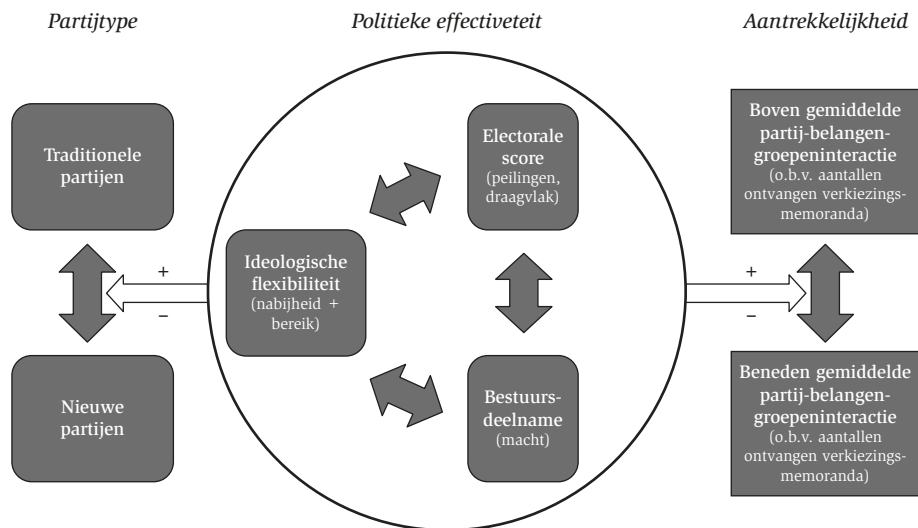 Partijtype
Politieke effectiveteit
Aantrekkelijkheid
Traditionele
partijen
+
−
Nieuwe
partijen
Ideologische
flexibiliteit
(nabijheid +
bereik)
Electorale
score
(peilingen,
draagvlak)
Bestuurs-
deelname
(macht)
Boven gemiddelde
partij-belangen-
groepeninteractie
(o.b.v. aantallen
ontvangen verkiezings-
memoranda)
+
−
Beneden gemiddelde
partij-belangen-
groepeninteractie
(o.b.v. aantallen
ontvangen verkiezings-
memoranda)